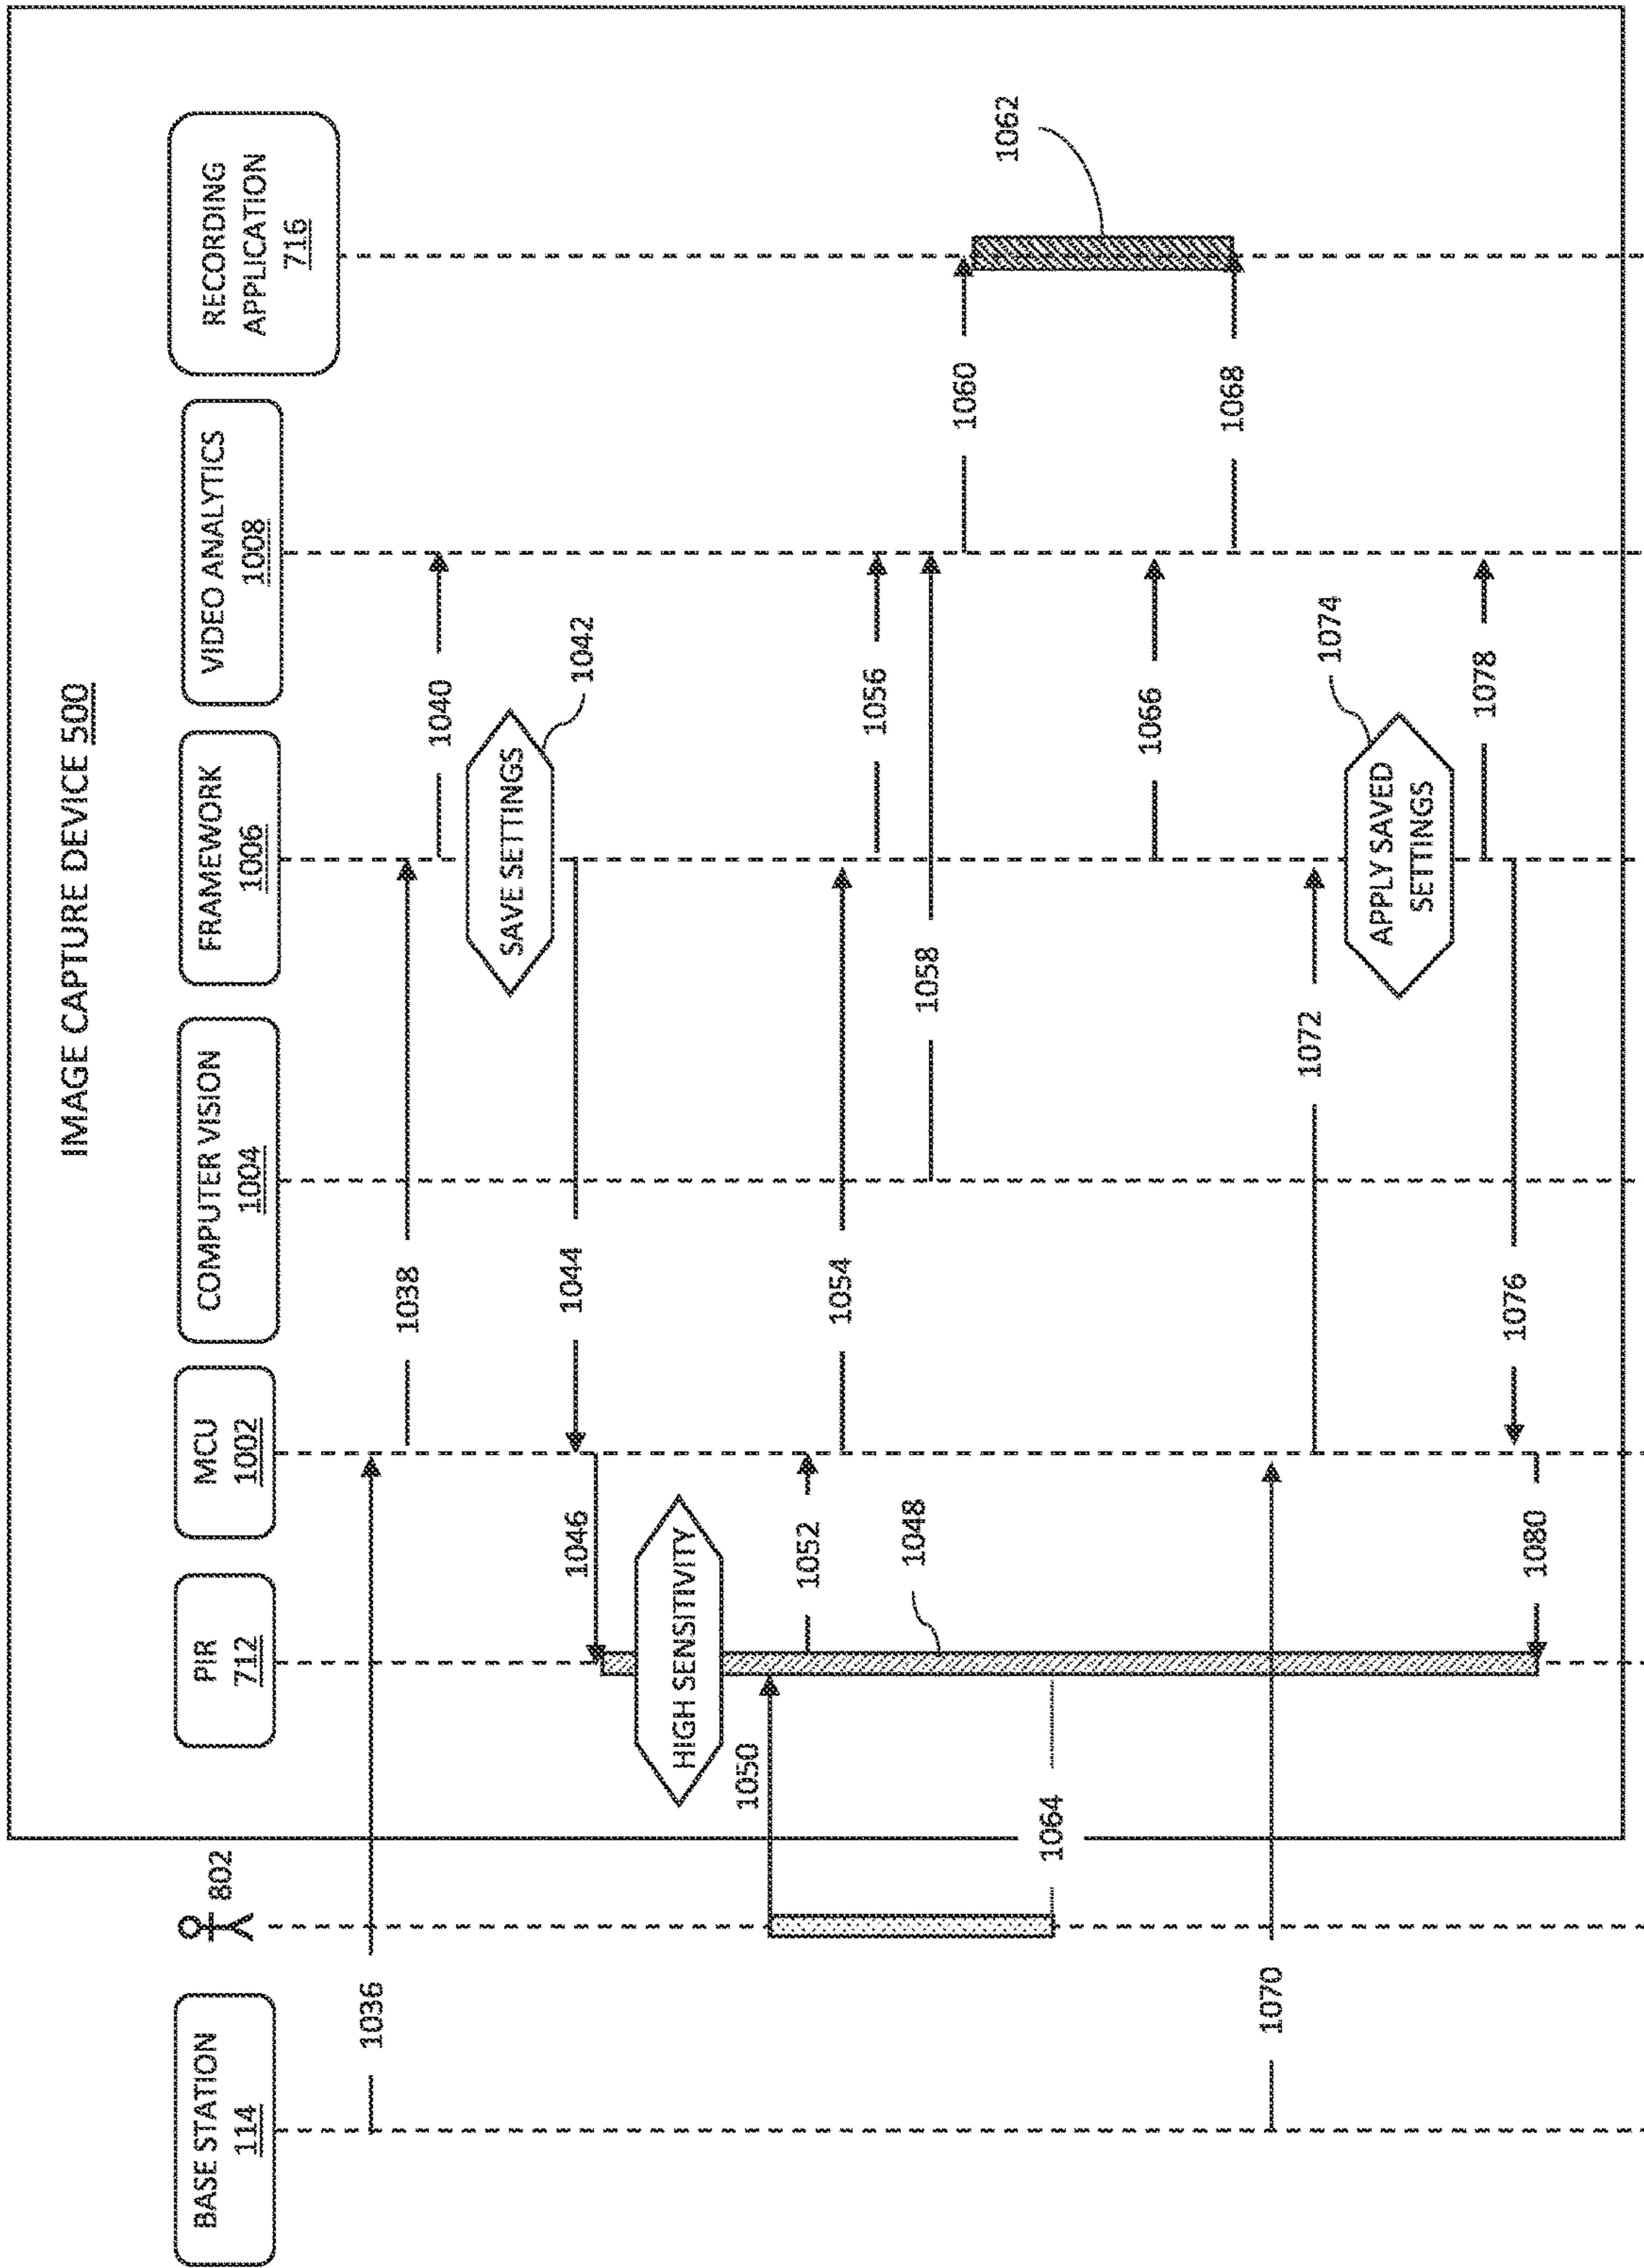 IMAGE CAPTURE DEVICE 500
BASE STATION
114
802
PIR
712
MCU
1002
COMPUTER VISION
1004
FRAMEWORK
1006
VIDEO ANALYTICS
1008
RECORDING
APPLICATION
716
1036
1038
1040
SAVE SETTINGS
1042
1044
1046
HIGH SENSITIVITY
1050
1052
1054
1056
1048
1058
1060
1062
1064
1066
1068
1070
1072
1074
APPLY SAVED
SETTINGS
1078
1076
1080